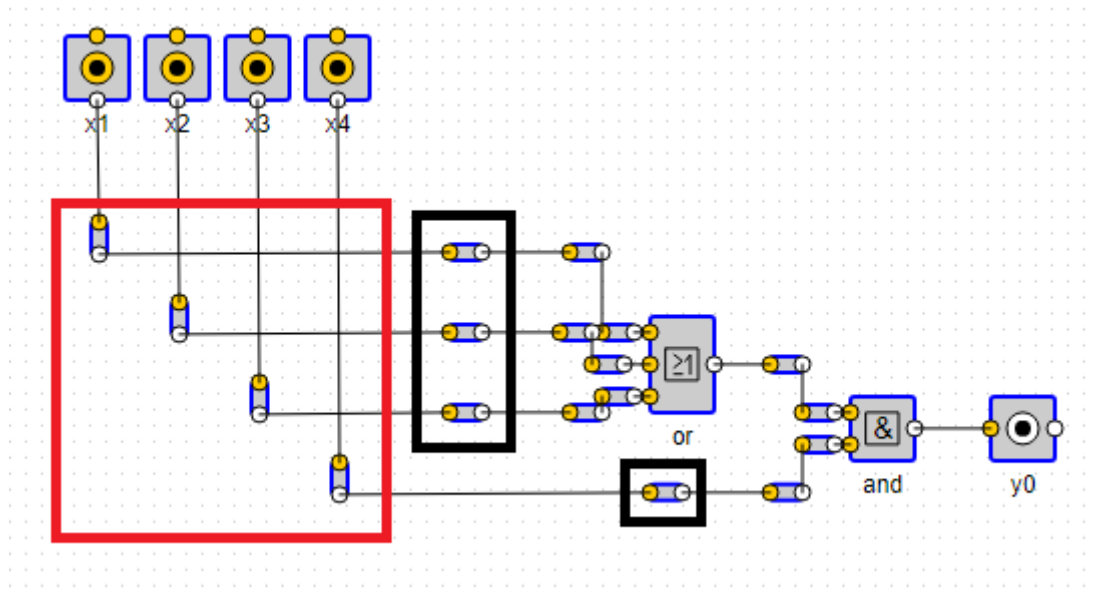 x1 x2 x3 x4
≥1
or
&
and
y0